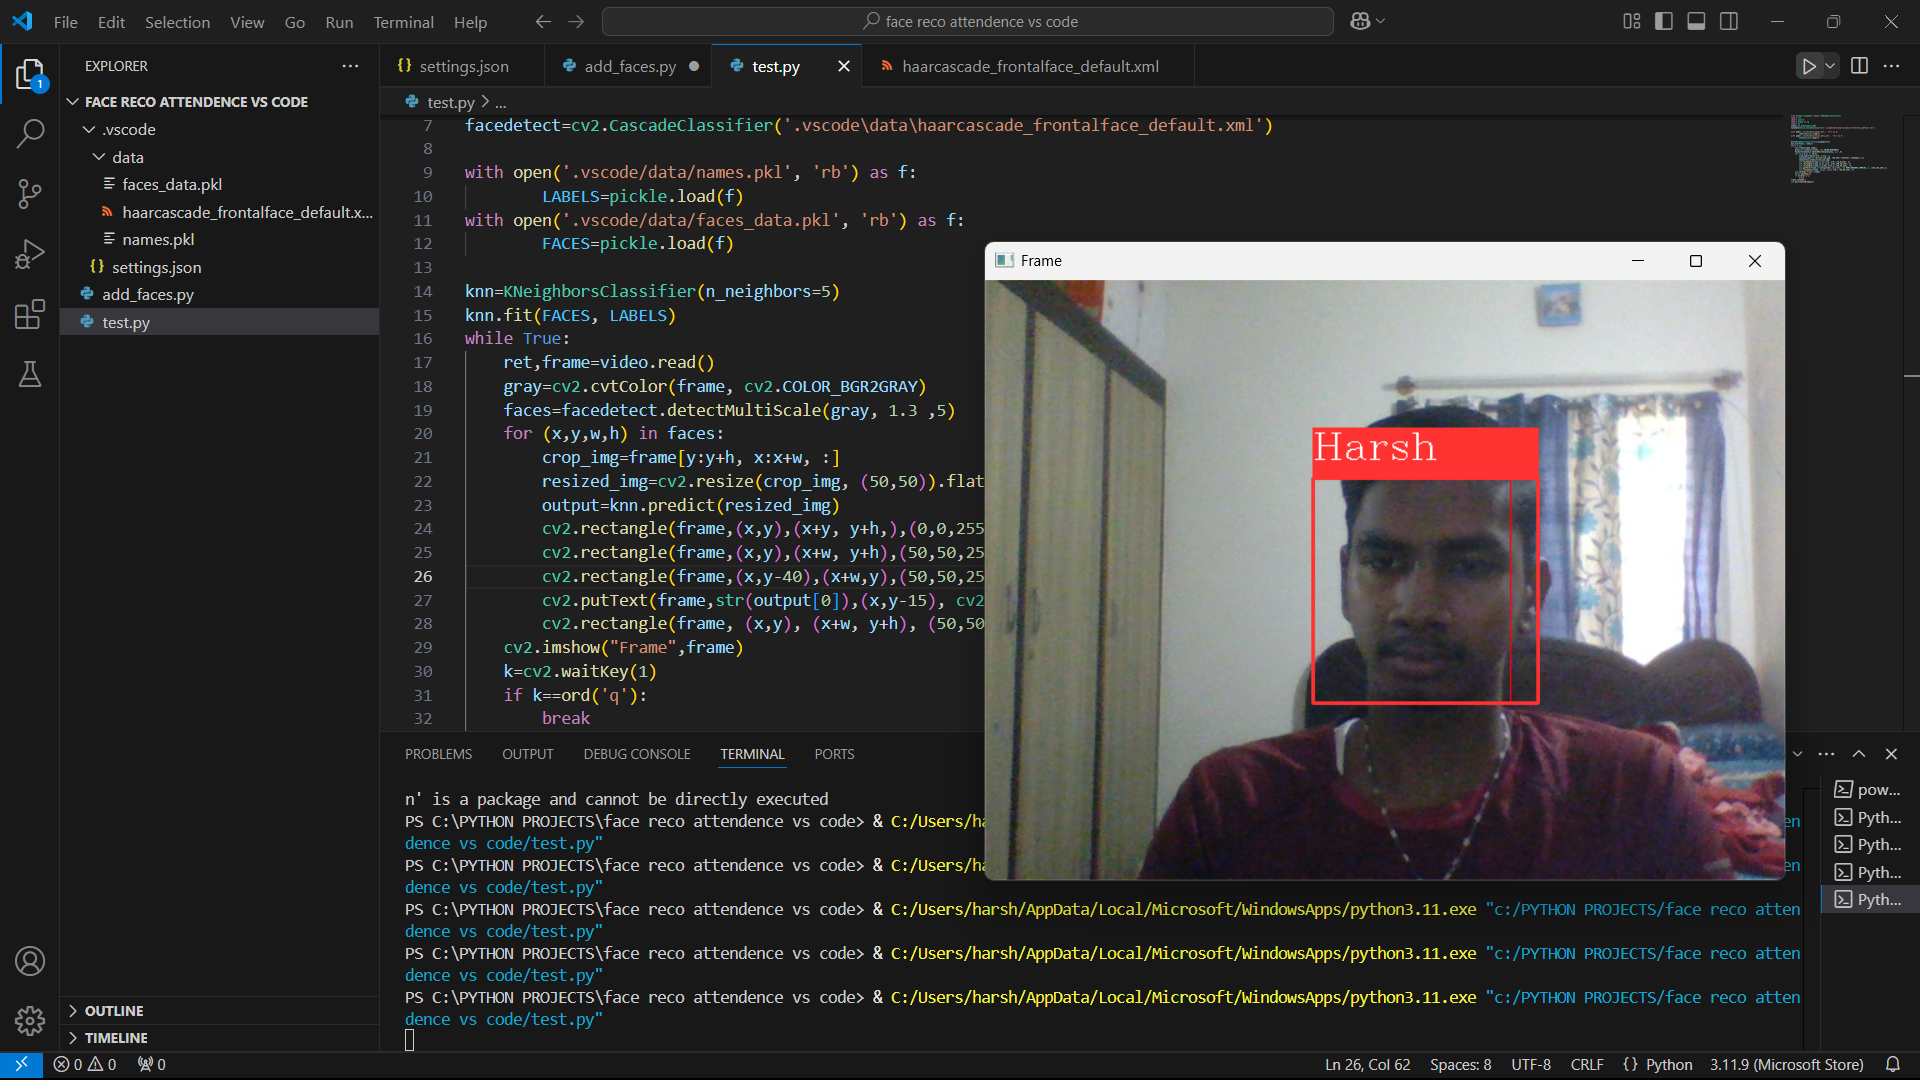 File Edit Selection View Go Run Terminal Help
face reco attendence vs code
EXPLORER
FACE RECO ATTENDENCE VS CODE
.vscode
data
faces_data.pkl
haarcascade_frontalface_default.x...
names.pkl
settings.json
add_faces.py
test.py
OUTLINE
TIMELINE
settings.json add_faces.py test.py haarcascade_frontalface_default.xml
test.py > ...
7 facedetect=cv2.CascadeClassifier('.vscode\data\haarcascade_frontalface_default.xml')
8
9 with open('.vscode/data/names.pkl', 'rb') as f:
10 LABELS=pickle.load(f)
11 with open('.vscode/data/faces_data.pkl', 'rb') as f:
12 FACES=pickle.load(f)
13
14 knn=KNeighborsClassifier(n_neighbors=5)
15 knn.fit(FACES, LABELS)
16 while True:
17 ret,frame=video.read()
18 gray=cv2.cvtColor(frame, cv2.COLOR_BGR2GRAY)
19 faces=facedetect.detectMultiScale(gray, 1.3 ,5)
20 for (x,y,w,h) in faces:
21 crop_img=frame[y:y+h, x:x+w, :]
22 resized_img=cv2.resize(crop_img, (50,50)).flat
23 output=knn.predict(resized_img)
24 cv2.rectangle(frame,(x,y),(x+y, y+h,),(0,0,255
25 cv2.rectangle(frame,(x,y),(x+w, y+h),(50,50,25
26 cv2.rectangle(frame,(x,y-40),(x+w,y),(50,50,25
27 cv2.putText(frame,str(output[0]),(x,y-15), cv2
28 cv2.rectangle(frame, (x,y), (x+w, y+h), (50,50
29 cv2.imshow("Frame",frame)
30 k=cv2.waitKey(1)
31 if k==ord('q'):
32 break
Frame
Harsh
PROBLEMS OUTPUT DEBUG CONSOLE TERMINAL PORTS
n' is a package and cannot be directly executed
PS C:\PYTHON PROJECTS\face reco attendence vs code> & C:/Users/ha en
dence vs code/test.py"
PS C:\PYTHON PROJECTS\face reco attendence vs code> & C:/Users/ha en
dence vs code/test.py"
PS C:\PYTHON PROJECTS\face reco attendence vs code> & C:/Users/harsh/AppData/Local/Microsoft/WindowsApps/python3.11.exe "c:/PYTHON PROJECTS/face reco atten
dence vs code/test.py"
PS C:\PYTHON PROJECTS\face reco attendence vs code> & C:/Users/harsh/AppData/Local/Microsoft/WindowsApps/python3.11.exe "c:/PYTHON PROJECTS/face reco atten
dence vs code/test.py"
PS C:\PYTHON PROJECTS\face reco attendence vs code> & C:/Users/harsh/AppData/Local/Microsoft/WindowsApps/python3.11.exe "c:/PYTHON PROJECTS/face reco atten
dence vs code/test.py"
pow...
Pyth...
Pyth...
Pyth...
Pyth...
1
0 0 0
Ln 26, Col 62 Spaces: 8 UTF-8 CRLF {} Python 3.11.9 (Microsoft Store)